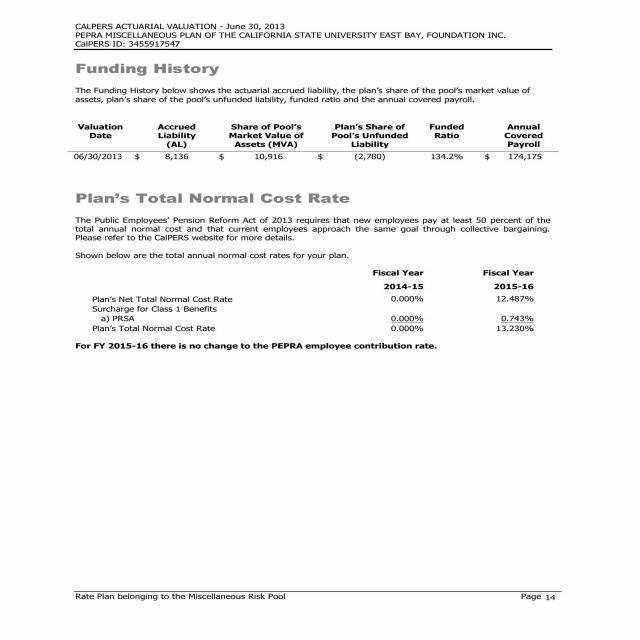 CALPERS ACTUARIAL VALUATION - June 30, 2013
PEPRA MISCELLANEOUS PLAN OF THE CALIFORNIA STATE UNIVERSITY EAST BAY, FOUNDATION INC.
CalPERS ID: 3455917547
Funding History
The Funding History below shows the actuarial accrued liability, the plan's share of the pool's market value of
assets, plan's share of the pool's unfunded liability, funded ratio and the annual covered payroll.
Valuation Date Accrued Liability (AL) Share of Pool's Market Value of Assets (MVA) Plan's Share of Pool's Unfunded Liability Funded Ratio Annual Covered Payroll
06/30/2013 $ 8,136 $ 10,916 $ (2,780) 134.2% $ 174,175
Plan's Total Normal Cost Rate
The Public Employees' Pension Reform Act of 2013 requires that new employees pay at least 50 percent of the
total annual normal cost and that current employees approach the same goal through collective bargaining.
Please refer to the CalPERS website for more details.
Shown below are the total annual normal cost rates for your plan.
Fiscal Year Fiscal Year
2014-15 2015-16
Plan's Net Total Normal Cost Rate 0.000% 12.487%
Surcharge for Class 1 Benefits
a) PRSA 0.000% 0.743%
Plan's Total Normal Cost Rate 0.000% 13.230%
For FY 2015-16 there is no change to the PEPRA employee contribution rate.
Rate Plan belonging to the Miscellaneous Risk Pool Page 14